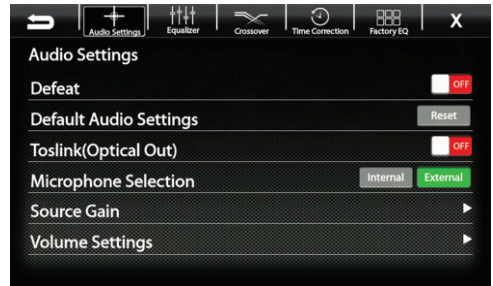 Audio Settings
Equalizer
Crossover
Time Correction
Factory EQ
X
Audio Settings
Defeat OFF
Default Audio Settings Reset
Toslink(Optical Out) OFF
Microphone Selection Internal External
Source Gain
Volume Settings